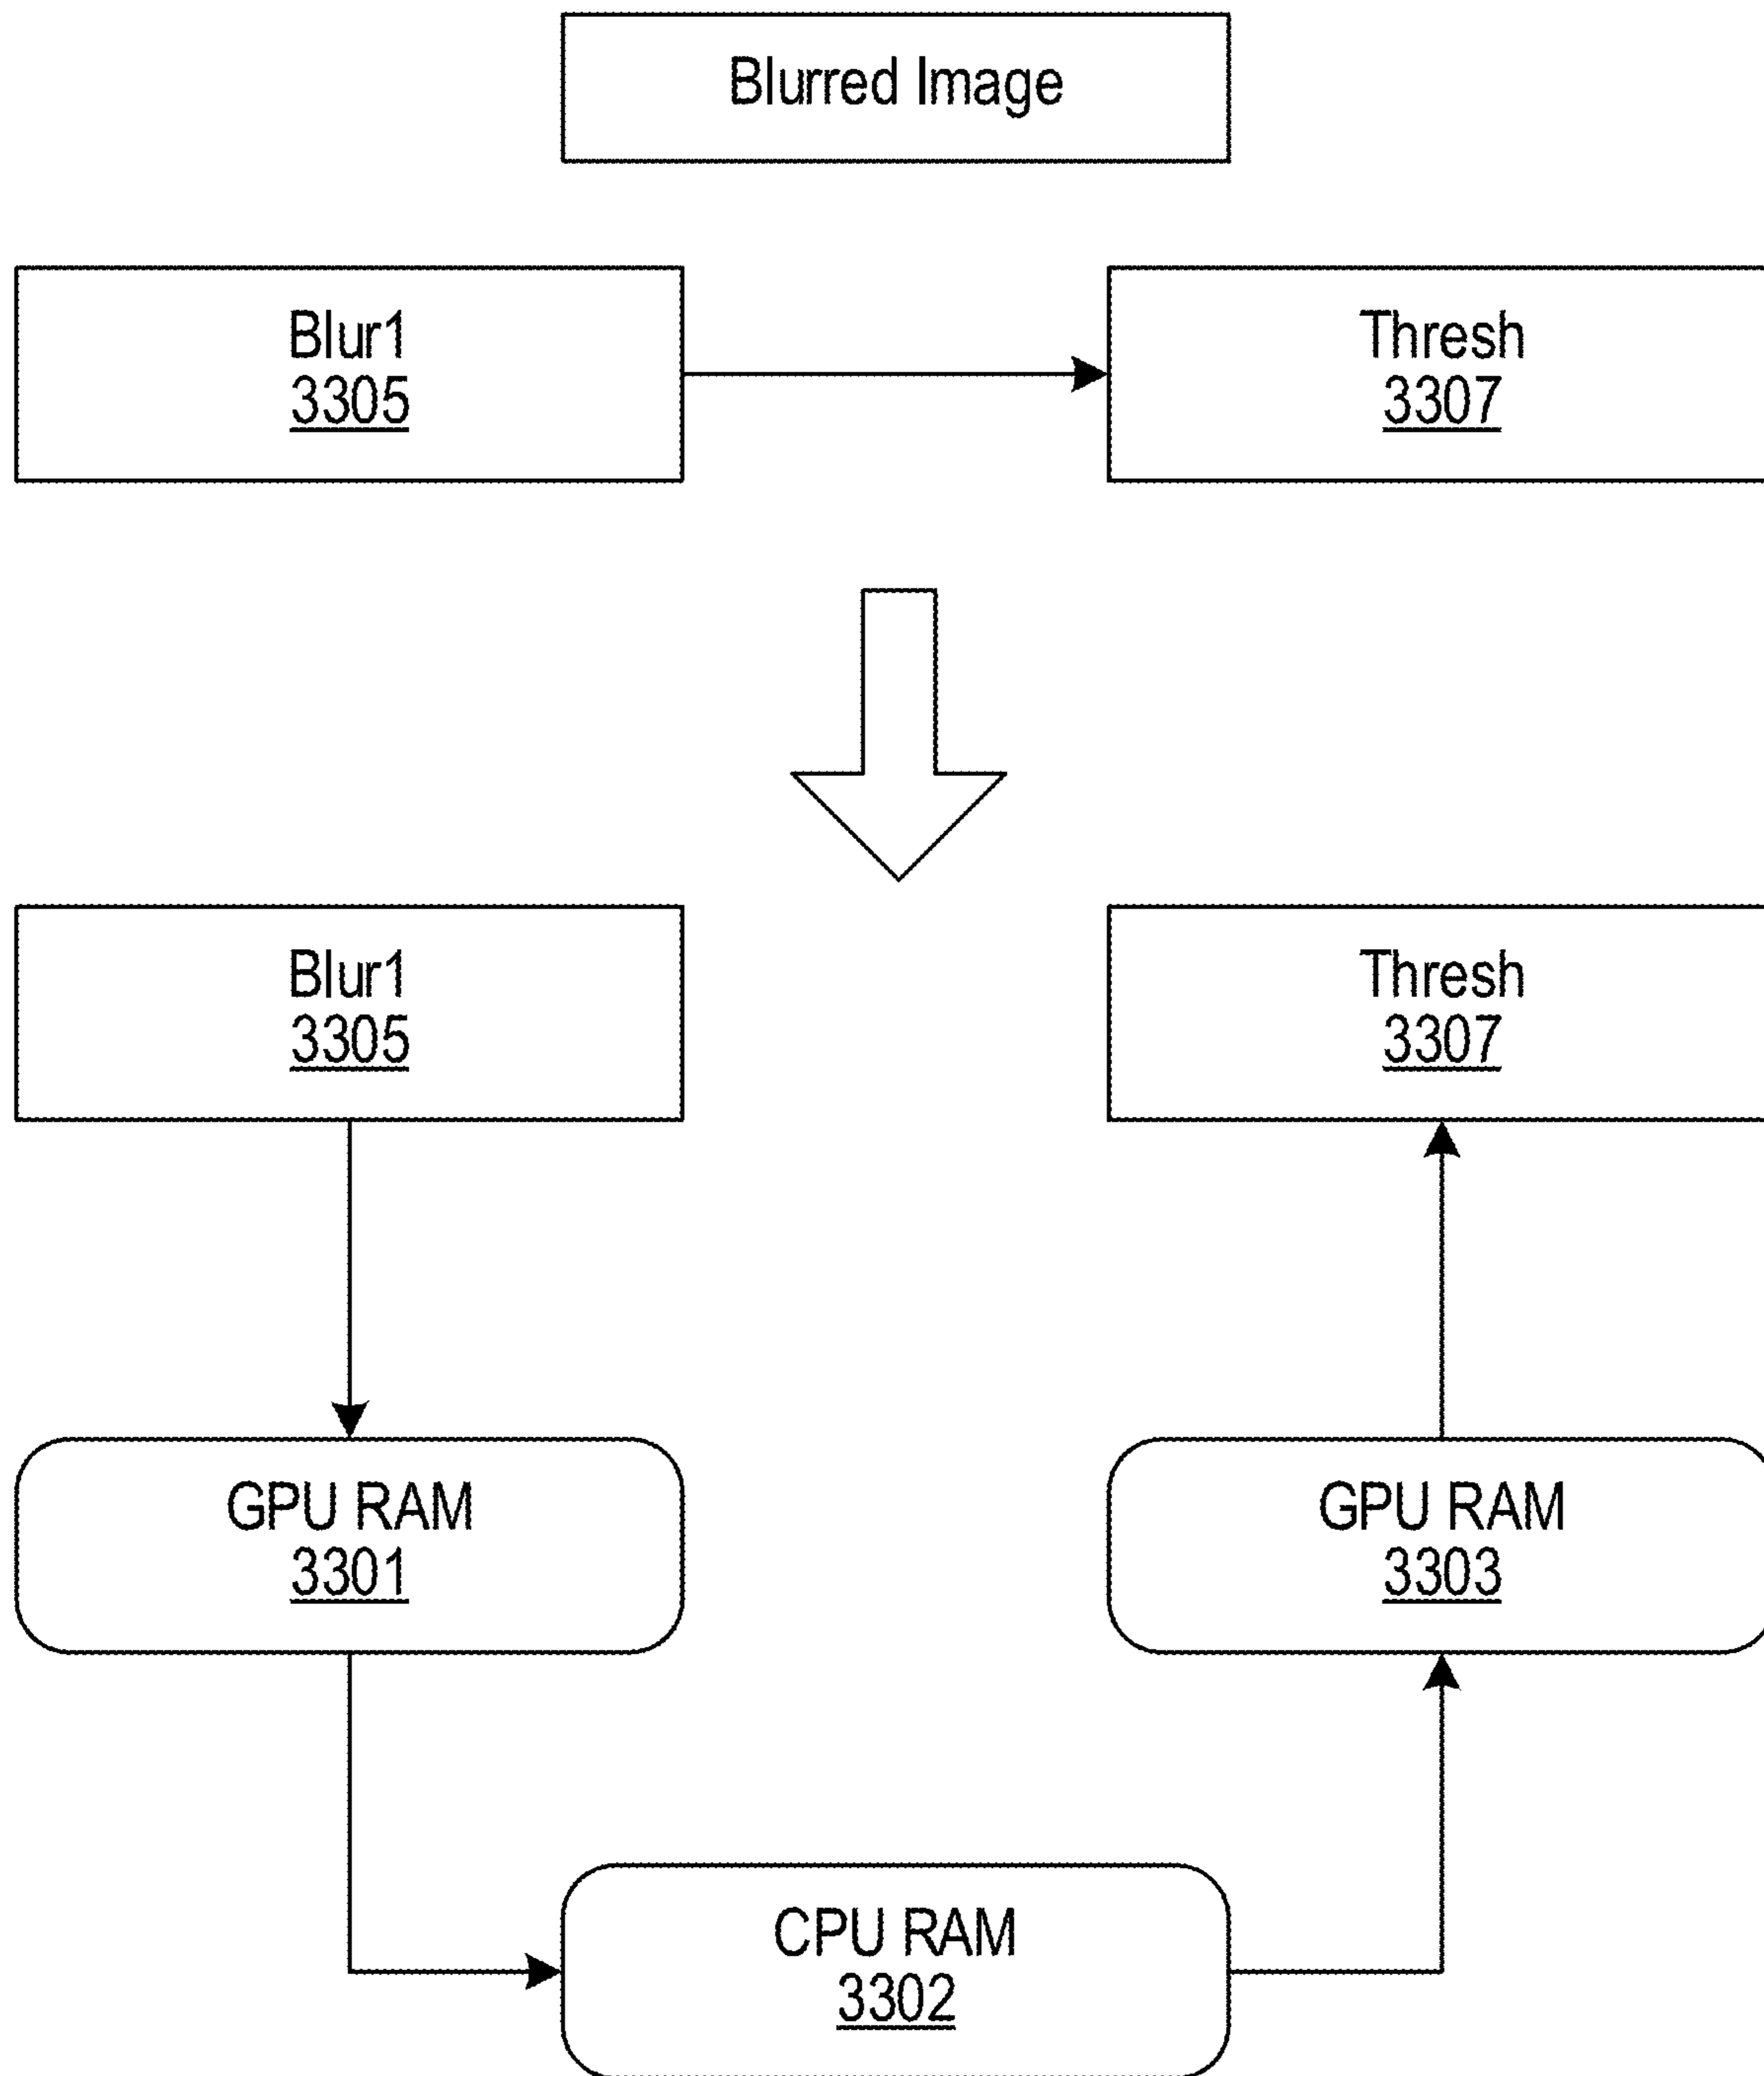 Blurred Image
Blur1
3305
Thresh
3307
Blur1
3305
Thresh
3307
GPU RAM
3301
GPU RAM
3303
CPU RAM
3302